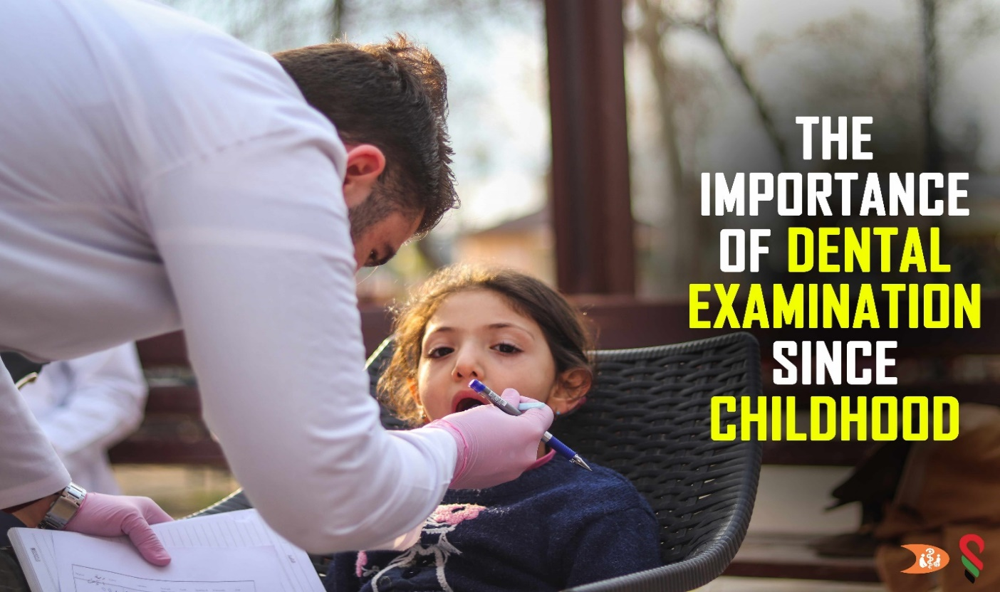 THE
IMPORTANCE
OF DENTAL
EXAMINATION
SINCE
CHILDHOOD